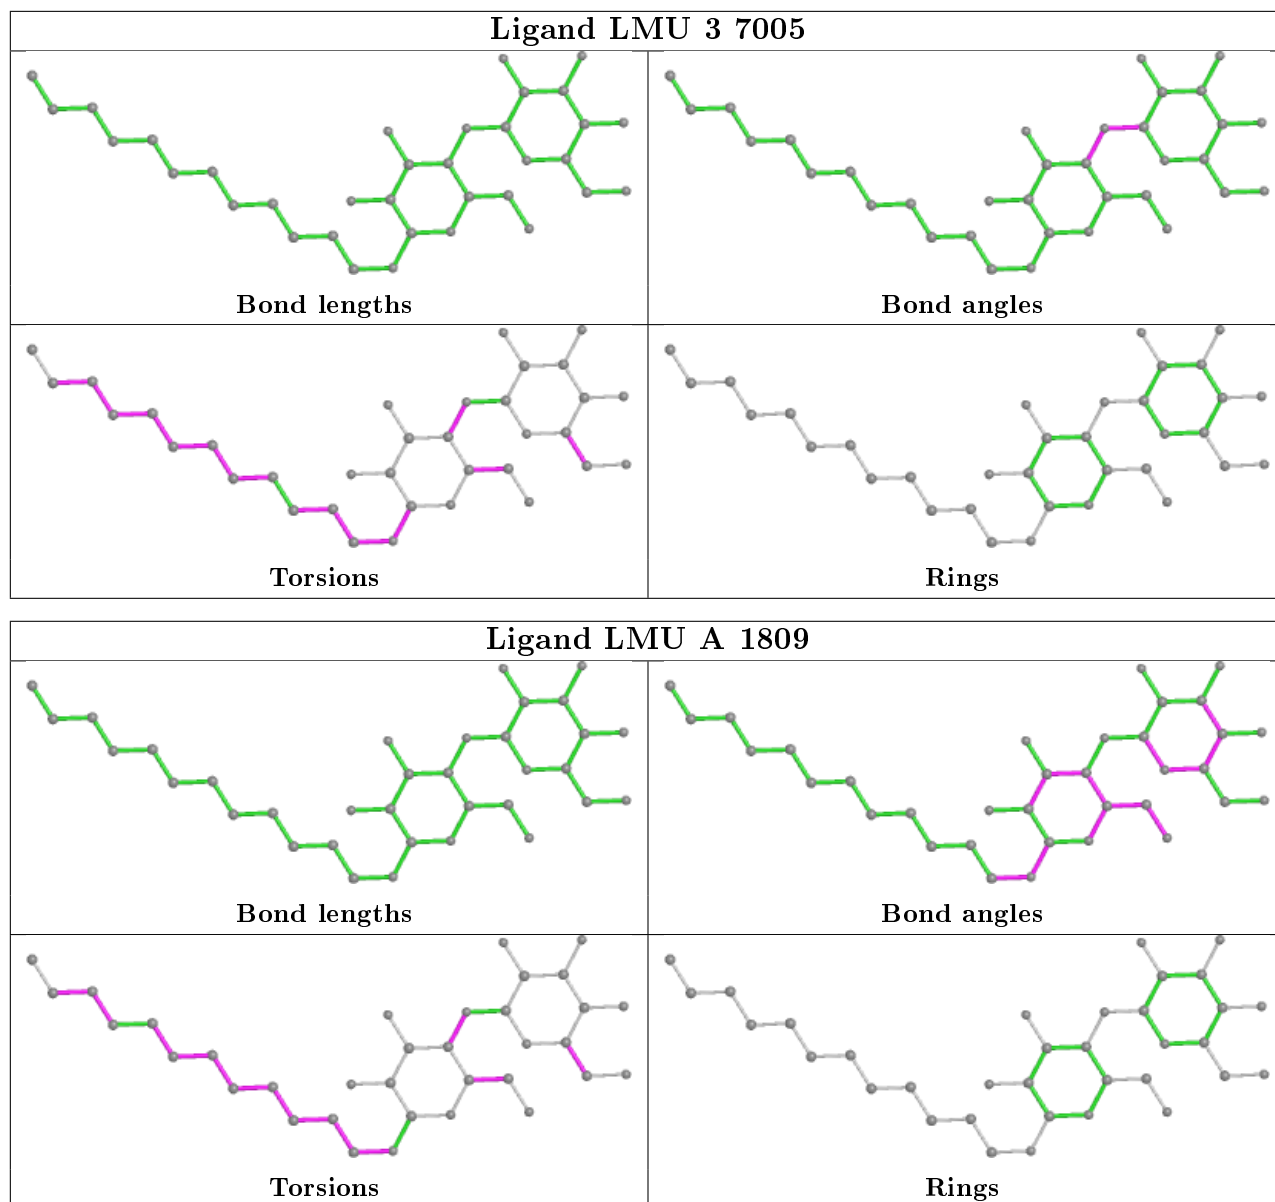 Ligand LMU 3 7005
Bond lengths
Bond angles
Torsions
Rings
Ligand LMU A 1809
Bond lengths
Bond angles
Torsions
Rings